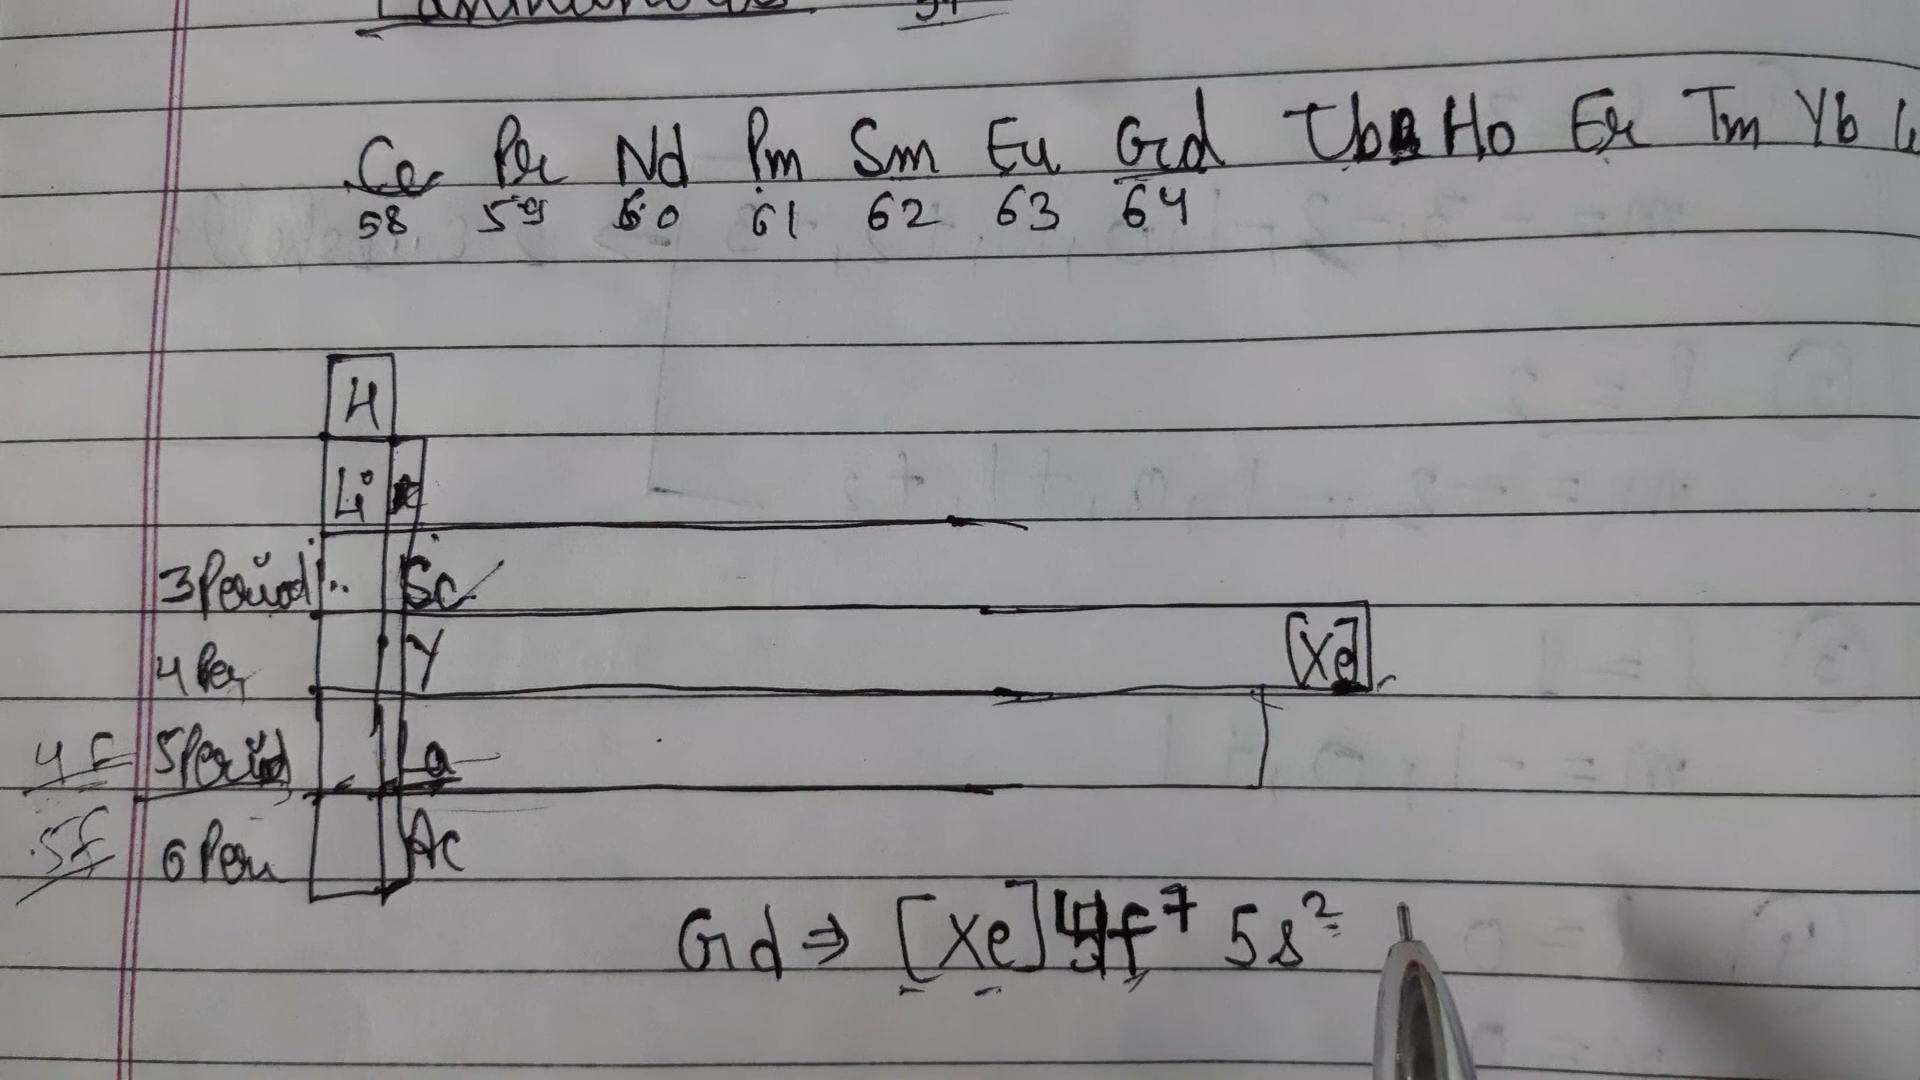 Ce Pr Nd Pm Sm Eu Gd Tb Ho Er Tm Yb
58 59 60 61 62 63 64
H
Li
3 Period Sc
4 Per Y [Xe]
4f 5 Period La
5f 6 Peri Ac
Gd ⇒ [Xe] 4f⁷ 5s²